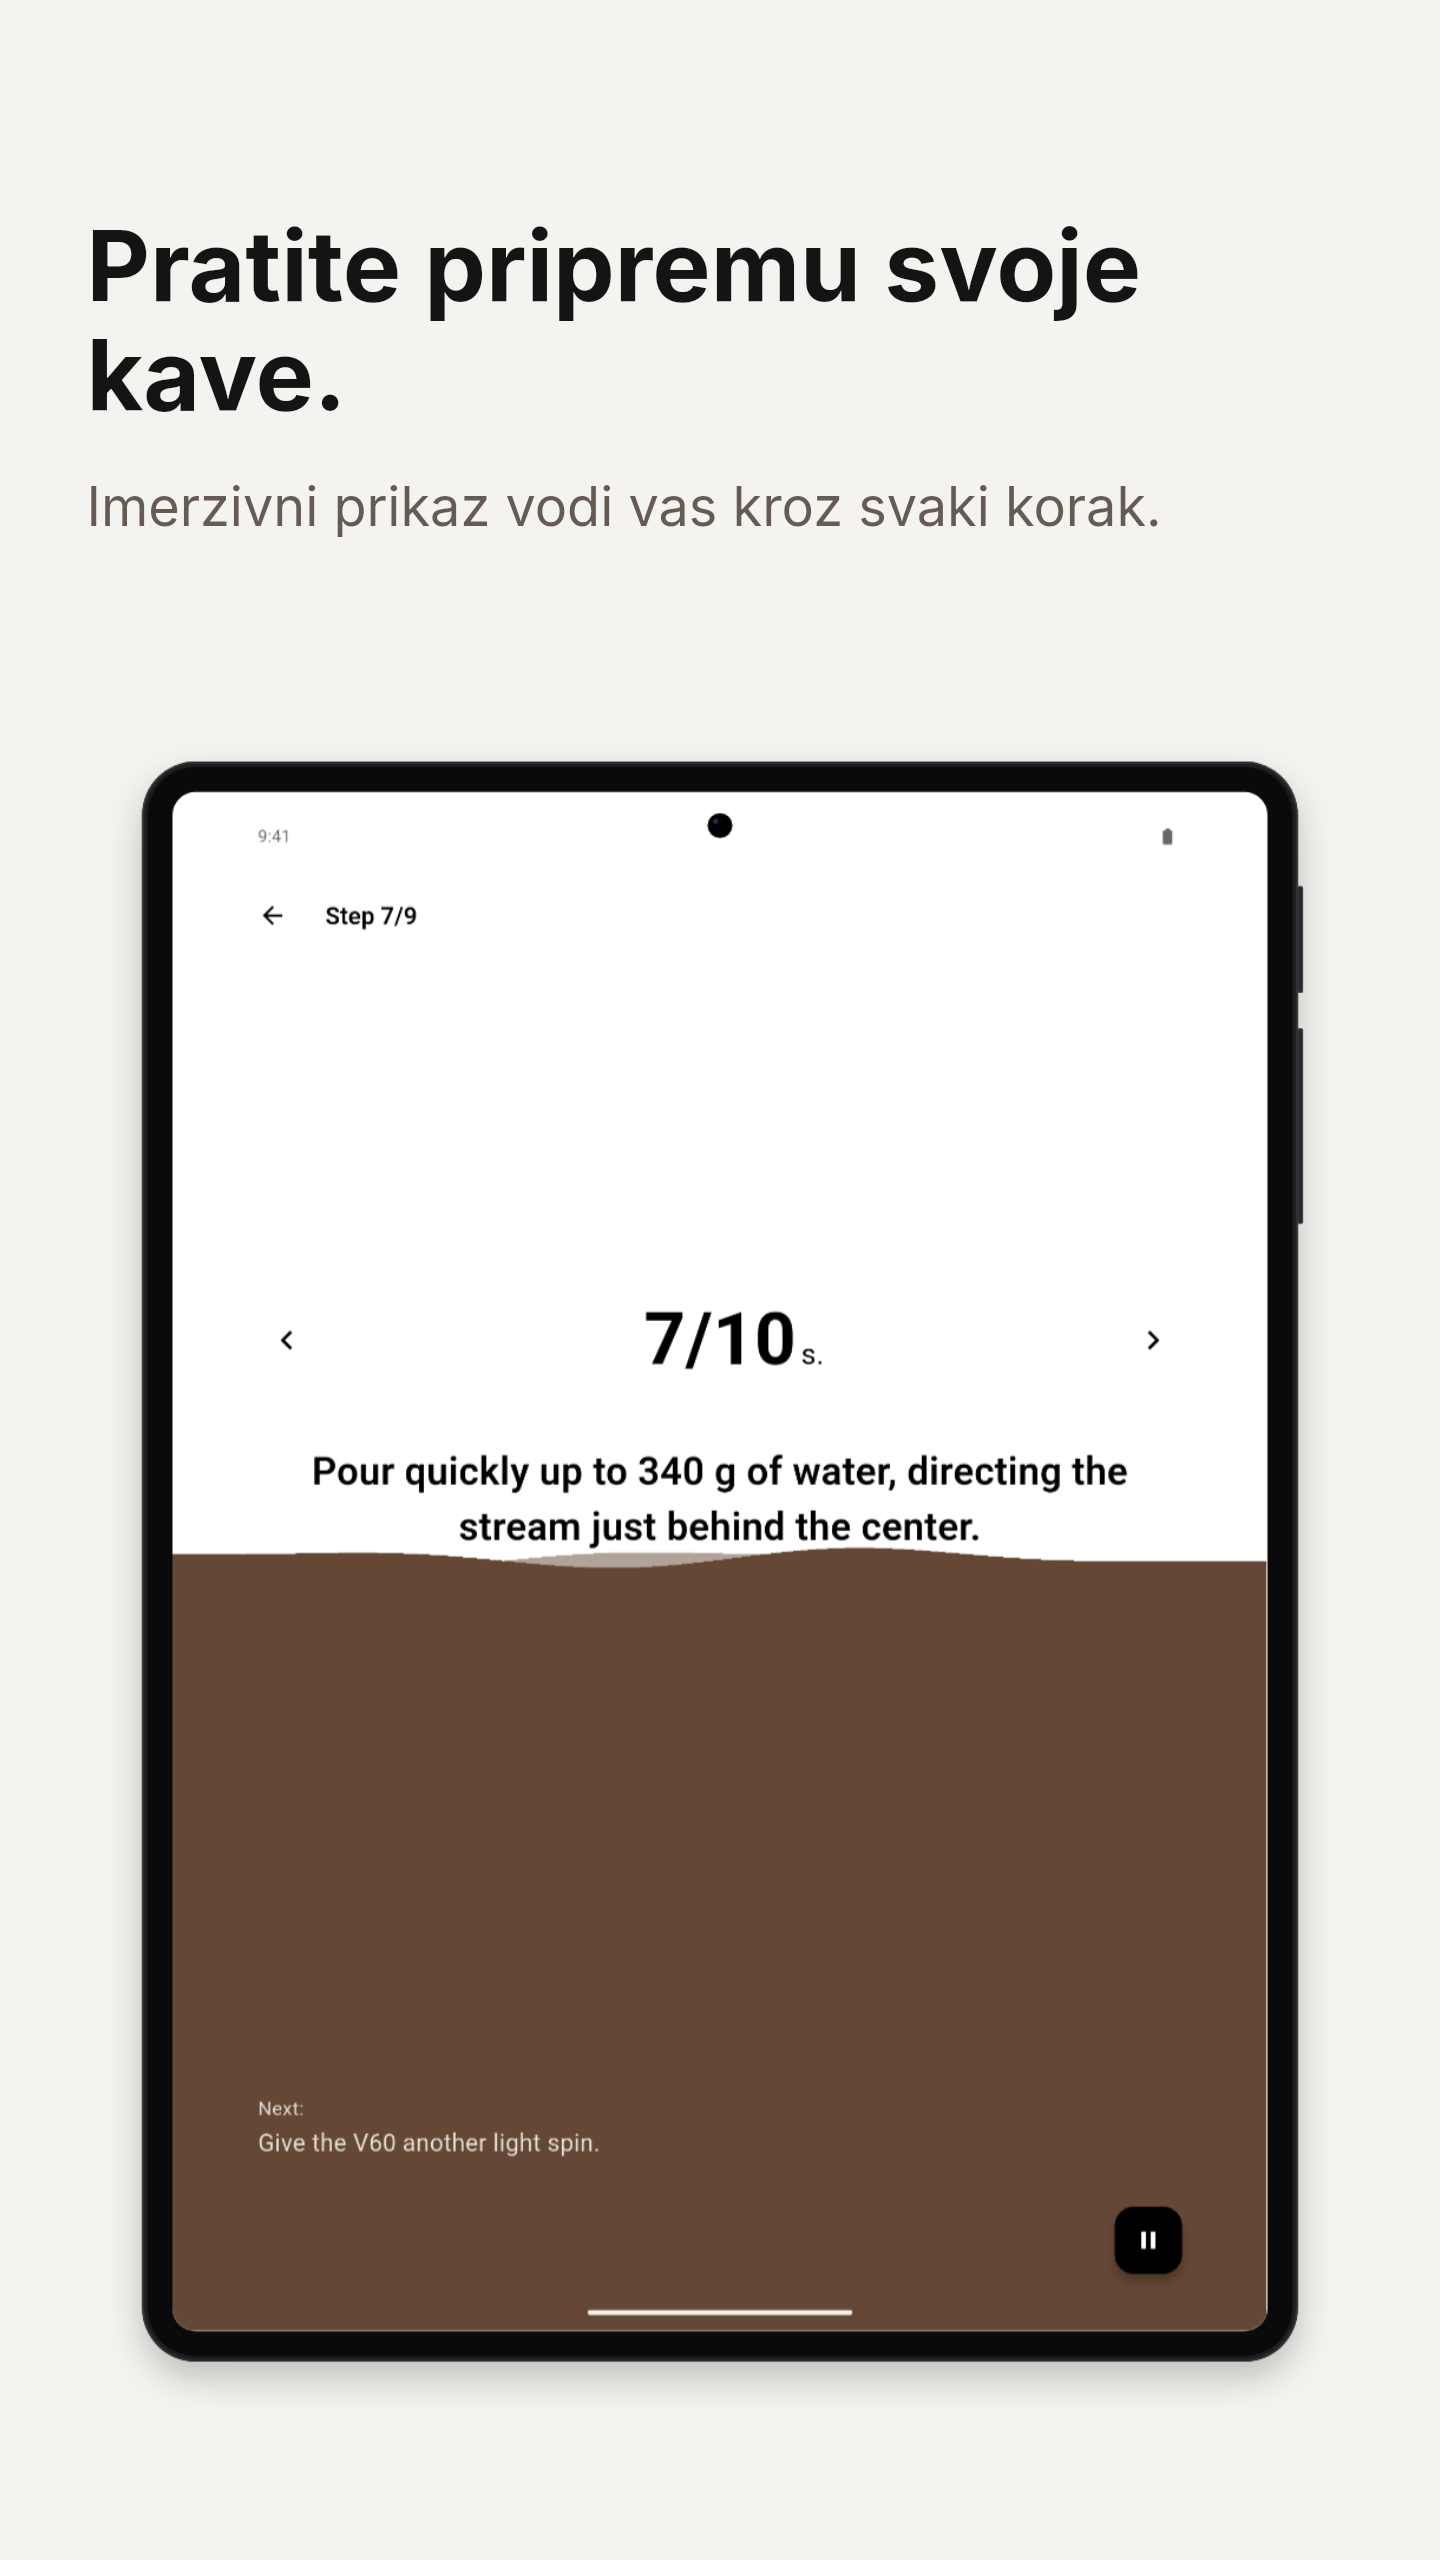 Pratite pripremu svoje
kave.
Imerzivni prikaz vodi vas kroz svaki korak.
9:41
Step 7/9
7/10 s.
Pour quickly up to 340 g of water, directing the
stream just behind the center.
Next:
Give the V60 another light spin.